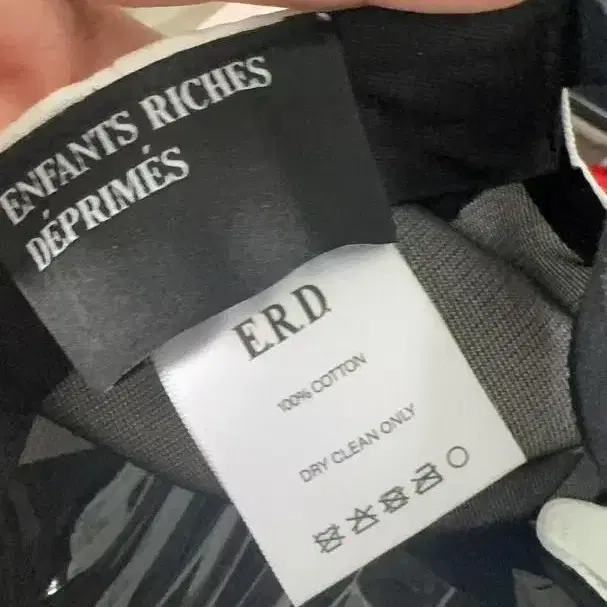 ENFANTS RICHES
DÉPRIMÉS
E.R.D.
100% COTTON
DRY CLEAN ONLY